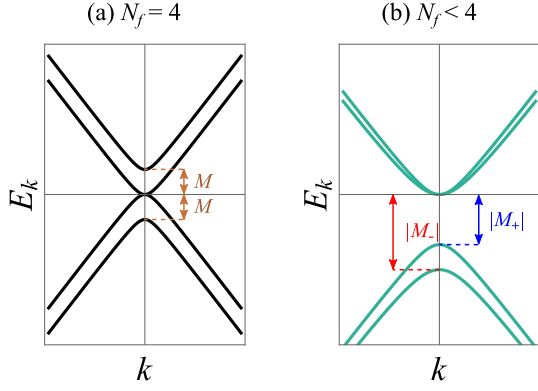 (a) N_f = 4
(b) N_f < 4
E_k
M
M
k
E_k
|M_-|
|M_+|
k